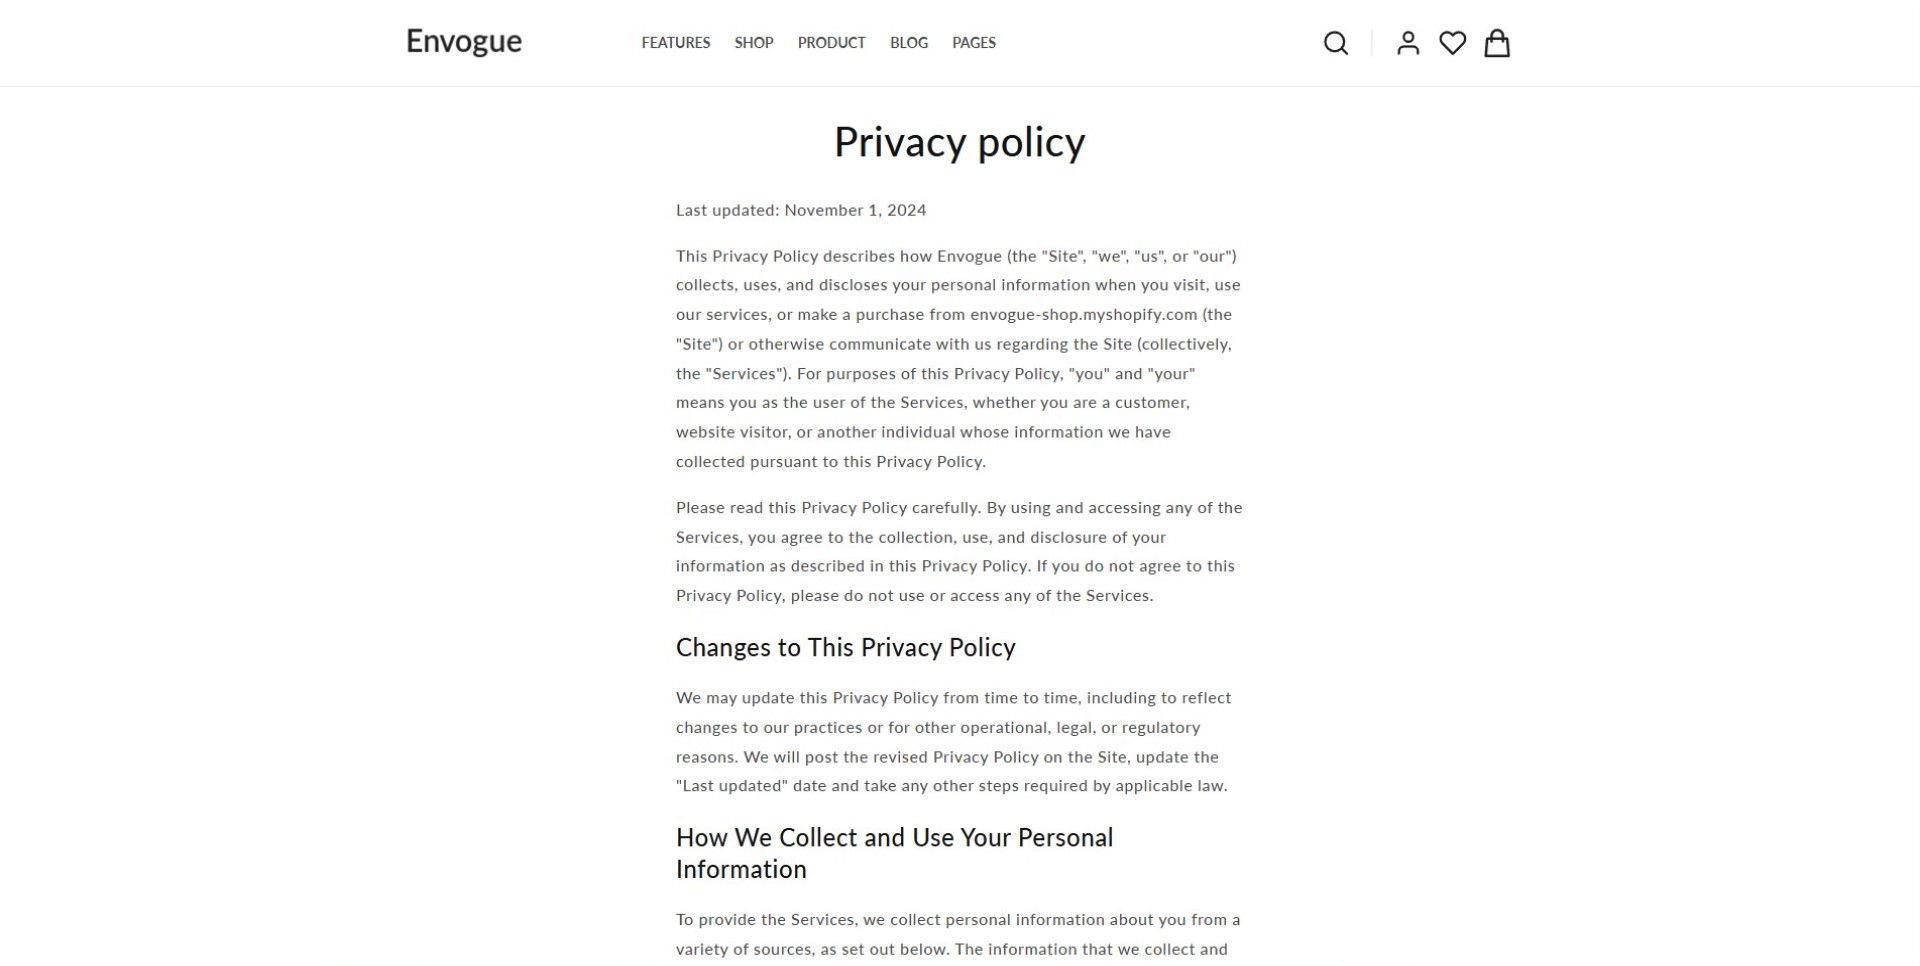 Envogue
FEATURES SHOP PRODUCT BLOG PAGES
Privacy policy
Last updated: November 1, 2024
This Privacy Policy describes how Envogue (the "Site", "we", "us", or "our")
collects, uses, and discloses your personal information when you visit, use
our services, or make a purchase from envogue-shop.myshopify.com (the
"Site") or otherwise communicate with us regarding the Site (collectively,
the "Services"). For purposes of this Privacy Policy, "you" and "your"
means you as the user of the Services, whether you are a customer,
website visitor, or another individual whose information we have
collected pursuant to this Privacy Policy.
Please read this Privacy Policy carefully. By using and accessing any of the
Services, you agree to the collection, use, and disclosure of your
information as described in this Privacy Policy. If you do not agree to this
Privacy Policy, please do not use or access any of the Services.
Changes to This Privacy Policy
We may update this Privacy Policy from time to time, including to reflect
changes to our practices or for other operational, legal, or regulatory
reasons. We will post the revised Privacy Policy on the Site, update the
"Last updated" date and take any other steps required by applicable law.
How We Collect and Use Your Personal
Information
To provide the Services, we collect personal information about you from a
variety of sources, as set out below. The information that we collect and